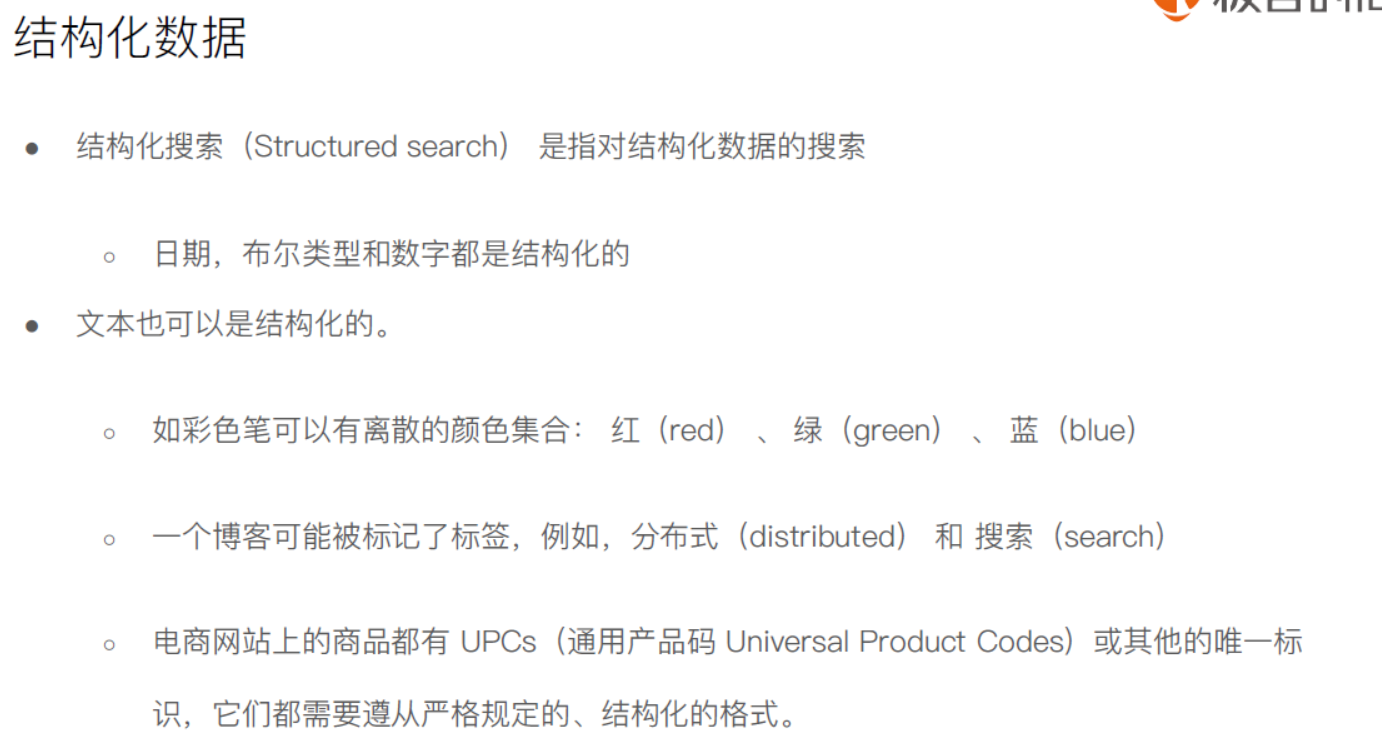 结构化数据
● 结构化搜索（Structured search） 是指对结构化数据的搜索
○ 日期，布尔类型和数字都是结构化的
● 文本也可以是结构化的。
○ 如彩色笔可以有离散的颜色集合： 红（red） 、 绿（green） 、 蓝（blue）
○ 一个博客可能被标记了标签，例如，分布式（distributed） 和 搜索（search）
○ 电商网站上的商品都有 UPCs（通用产品码 Universal Product Codes）或其他的唯一标
识，它们都需要遵从严格规定的、结构化的格式。